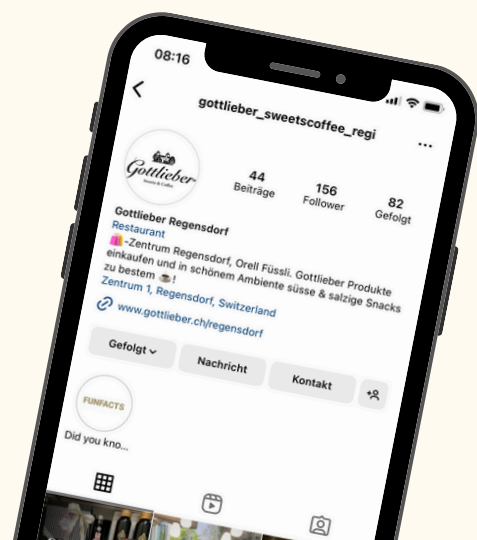 08:16
gottlieber_sweetscoffee_regi
Gottlieber
Sweets & Coffee
44
Beiträge
156
Follower
82
Gefolgt
Gottlieber Regensdorf
Restaurant
🛍️-Zentrum Regensdorf, Orell Füssli. Gottlieber Produkte
einkaufen und in schönem Ambiente süsse & salzige Snacks
zu bestem ☕!
Zentrum 1, Regensdorf, Switzerland
www.gottlieber.ch/regensdorf
Gefolgt
Nachricht
Kontakt
FUNFACTS
Did you kno...